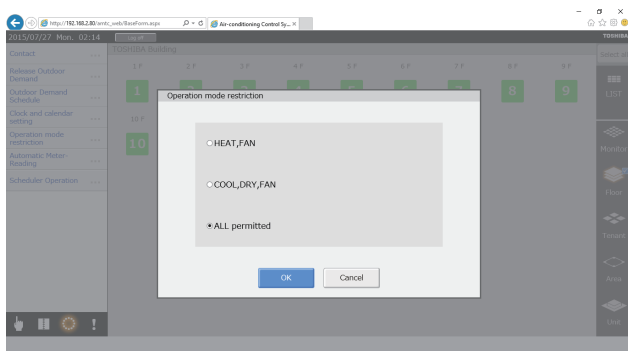 http://192.168.2.80/wntc_web/BaseForm.aspx
Air-conditioning Control Sy...
2015/07/27 Mon. 02:14
Log off
TOSHIBA
Contact
TOSHIBA Building
Select all
Release Outdoor
Demand
1 F
2 F
3 F
4 F
5 F
6 F
7 F
8 F
9 F
Outdoor Demand
Schedule
1
8
9
LIST
Operation mode restriction
Clock and calendar
setting
10 F
Operation mode
restriction
10
HEAT,FAN
Monitor
Automatic Meter
Reading
Scheduler Operation
COOL,DRY,FAN
Floor
ALL permitted
Tenant
OK
Cancel
Area
Unit